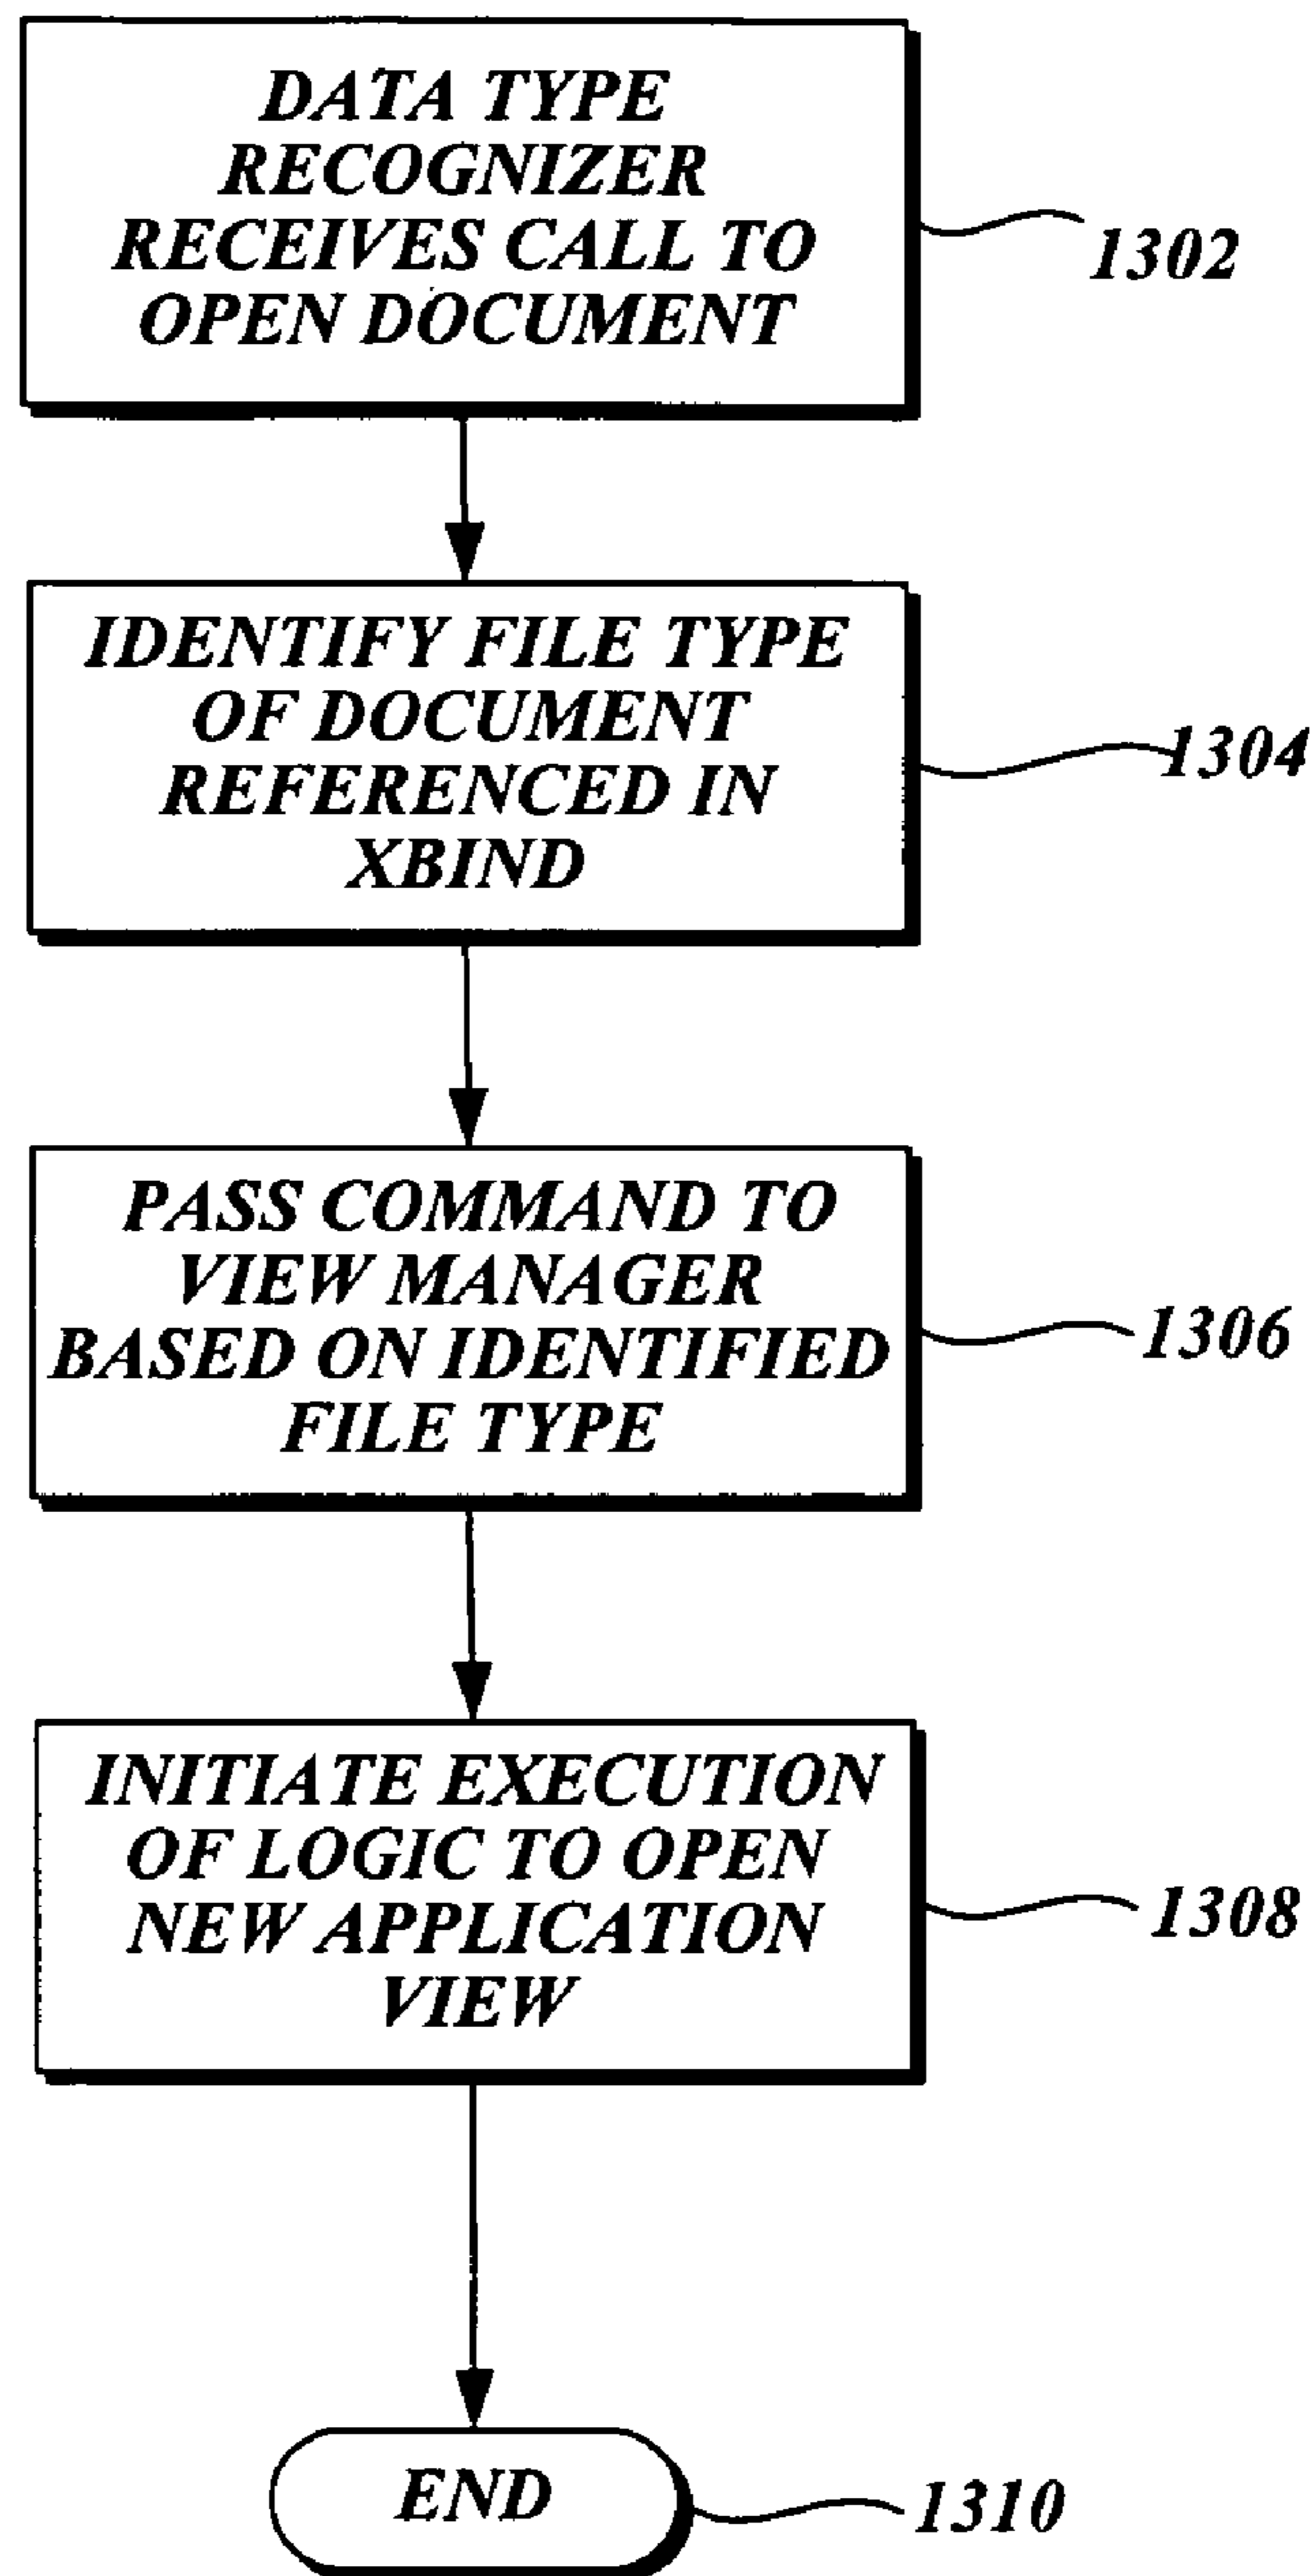 DATA TYPE
RECOGNIZER
RECEIVES CALL TO
OPEN DOCUMENT
1302
IDENTIFY FILE TYPE
OF DOCUMENT
REFERENCED IN
XBIND
1304
PASS COMMAND TO
VIEW MANAGER
BASED ON IDENTIFIED
FILE TYPE
1306
INITIATE EXECUTION
OF LOGIC TO OPEN
NEW APPLICATION
VIEW
1308
END
1310